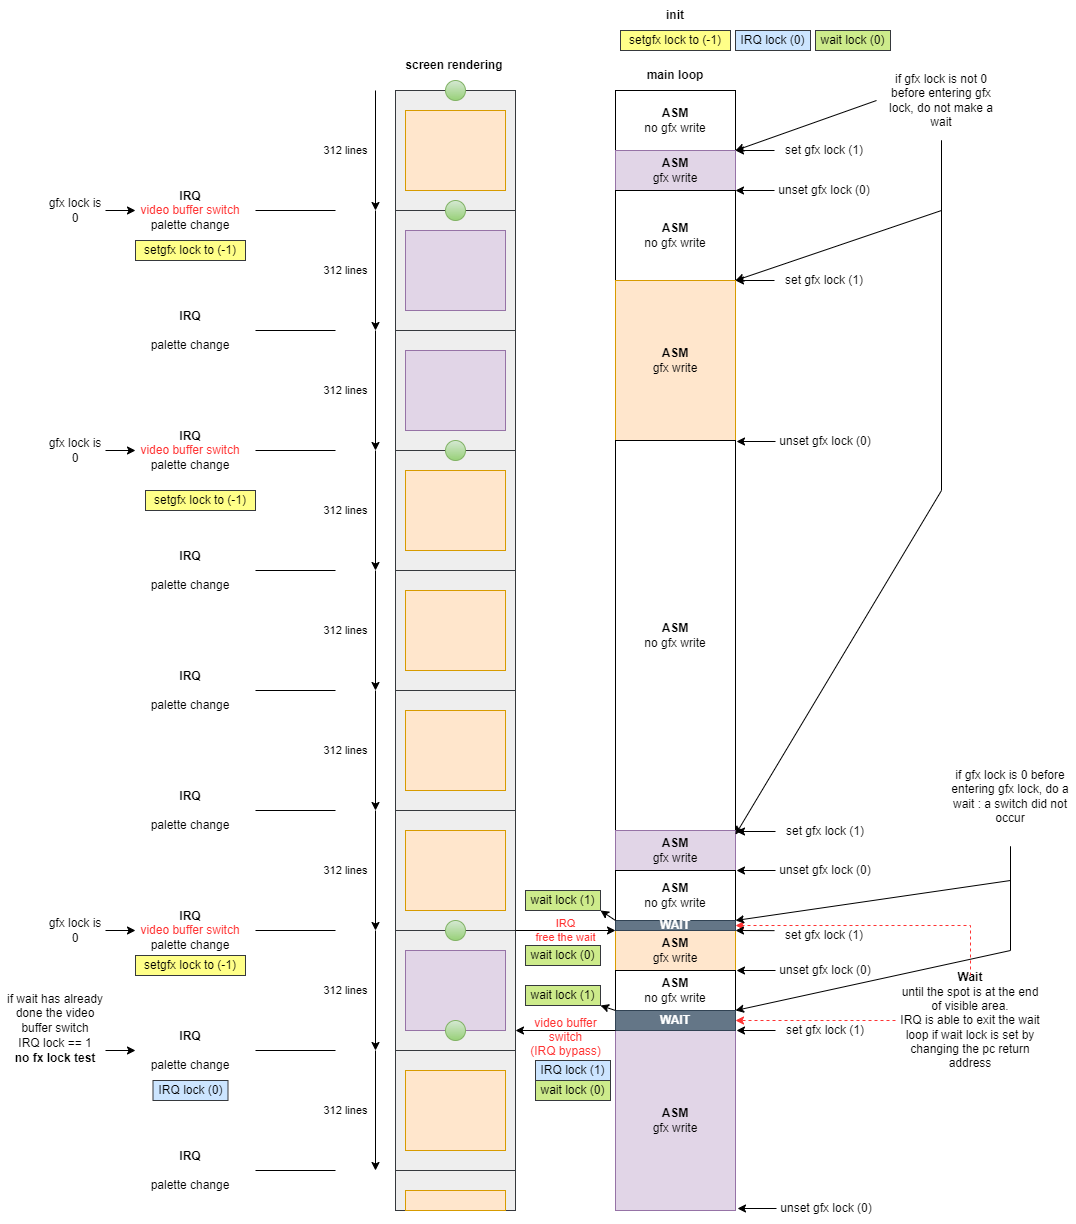 init
setgfx lock to (-1)
IRQ lock (0)
wait lock (0)
screen rendering
main loop
if gfx lock is not 0
before entering gfx
lock, do not make a
wait
ASM
no gfx write
312 lines
set gfx lock (1)
ASM
gfx write
unset gfx lock (0)
gfx lock is
0
IRQ
video buffer switch
palette change
setgfx lock to (-1)
ASM
no gfx write
312 lines
set gfx lock (1)
IRQ
palette change
ASM
gfx write
312 lines
gfx lock is
0
IRQ
video buffer switch
palette change
unset gfx lock (0)
setgfx lock to (-1)
312 lines
IRQ
palette change
312 lines
ASM
no gfx write
IRQ
palette change
312 lines
if gfx lock is 0 before
entering gfx lock, do a
wait : a switch did not
occur
IRQ
palette change
set gfx lock (1)
ASM
gfx write
312 lines
unset gfx lock (0)
ASM
no gfx write
wait lock (1)
gfx lock is
0
IRQ
video buffer switch
palette change
setgfx lock to (-1)
IRQ
free the wait
wait lock (0)
WAIT
set gfx lock (1)
ASM
gfx write
unset gfx lock (0)
312 lines
wait lock (1)
ASM
no gfx write
Wait
until the spot is at the end
of visible area.
IRQ is able to exit the wait
loop if wait lock is set by
changing the pc return
address
if wait has already
done the video
buffer switch
IRQ lock == 1
no fx lock test
IRQ
palette change
IRQ lock (0)
video buffer
switch
(IRQ bypass)
IRQ lock (1)
wait lock (0)
WAIT
set gfx lock (1)
312 lines
ASM
gfx write
IRQ
palette change
unset gfx lock (0)